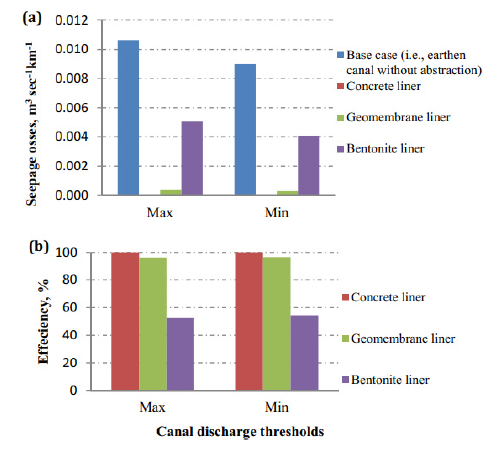 (a)
Seepage osses, m³ sec⁻¹km⁻¹
0.012
0.010
0.008
0.006
0.004
0.002
0.000
Max Min
Base case (i.e., earthen
canal without abstraction)
Concrete liner
Geomembrane liner
Bentonite liner
(b)
Effeciency, %
100
80
60
40
20
0
Max Min
Canal discharge thresholds
Concrete liner
Geomembrane liner
Bentonite liner